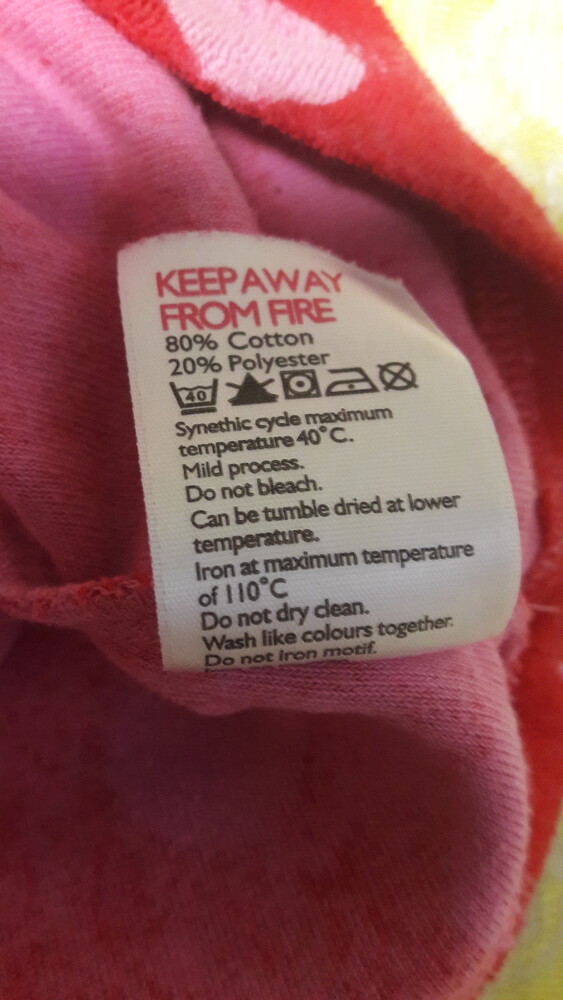 KEEP AWAY
FROM FIRE
80% Cotton
20% Polyester
40
Synethic cycle maximum
temperature 40°C.
Mild process.
Do not bleach.
Can be tumble dried at lower
temperature.
Iron at maximum temperature
of 110°C
Do not dry clean.
Wash like colours together.
Do not iron motif.